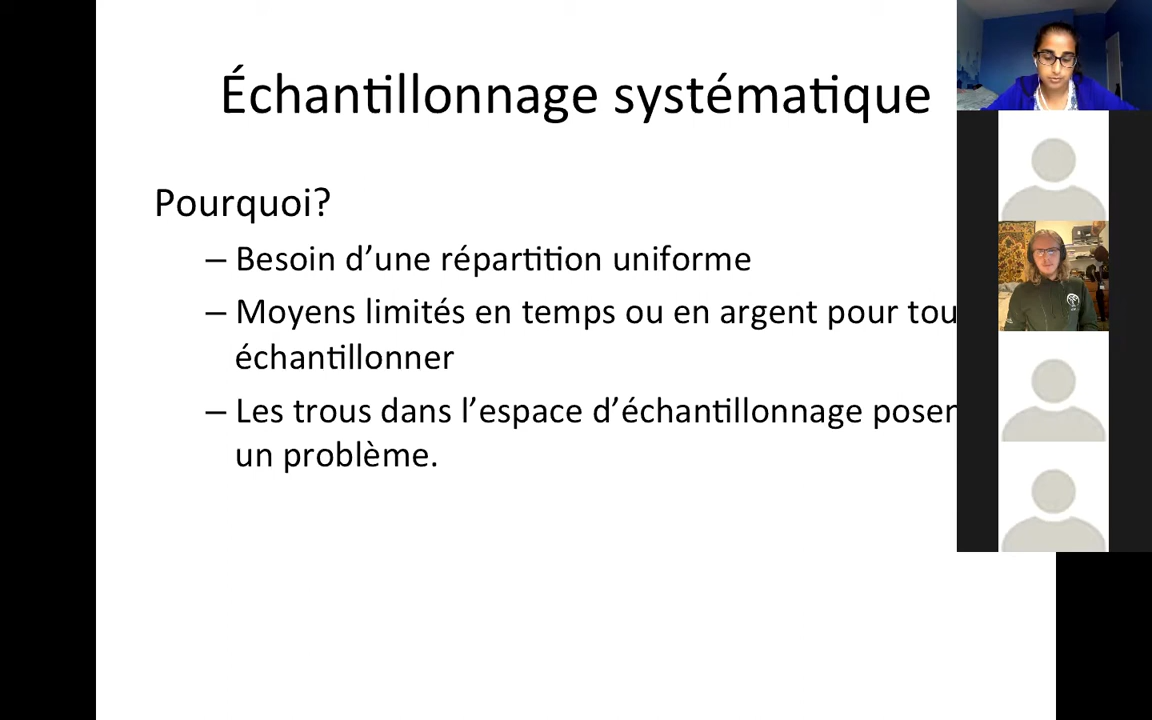 Échantillonnage systématique
Pourquoi?
– Besoin d’une répartition uniforme
– Moyens limités en temps ou en argent pour tou
échantillonner
– Les trous dans l’espace d’échantillonnage poser
un problème.